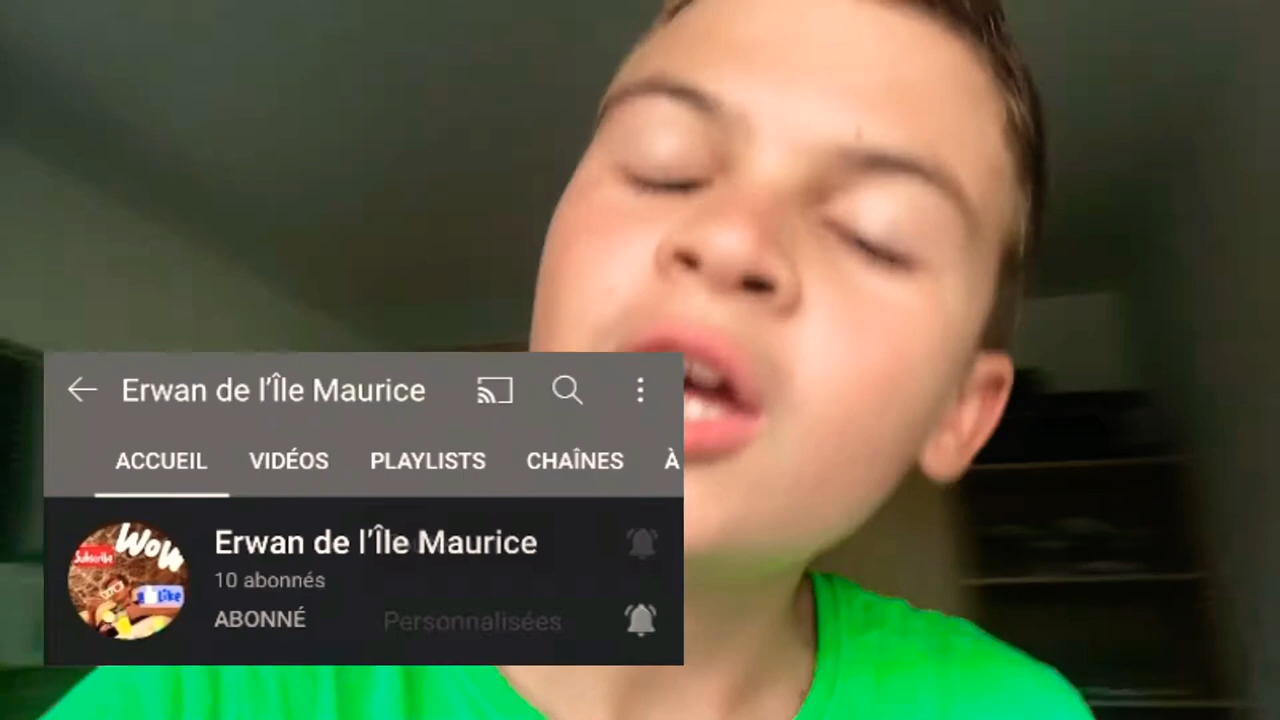 Erwan de l'Île Maurice
ACCUEIL VIDÉOS PLAYLISTS CHAÎNES À
Wow
Subscribe
Like
Erwan de l'Île Maurice
10 abonnés
ABONNÉ Personnalisées